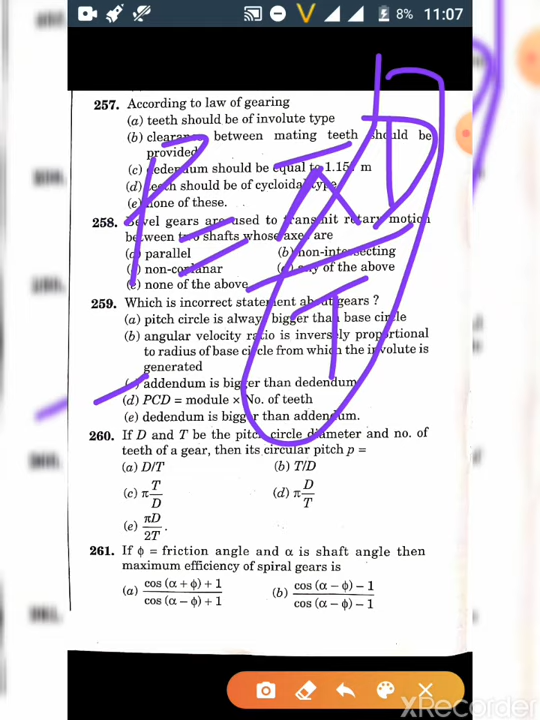 8% 11:07
257. According to law of gearing
(a) teeth should be of involute type
(b) clearance between mating teeth should be
provided
(c) dedendum should be equal to 1.157 m
(d) teeth should be of cycloidal type
(e) none of these.
258. Bevel gears are used to transmit rotary motion
between two shafts whose axes are
(a) parallel (b) non-intersecting
(c) non-coplanar (d) any of the above
(e) none of the above
259. Which is incorrect statement about gears ?
(a) pitch circle is always bigger than base circle
(b) angular velocity ratio is inversely proportional
to radius of base circle from which the involute is
generated
(c) addendum is bigger than dedendum
(d) PCD = module × No. of teeth
(e) dedendum is bigger than addendum.
260. If D and T be the pitch circle diameter and no. of
teeth of a gear, then its circular pitch p =
(a) D/T (b) T/D
(c) π T/D (d) π D/T
(e) πD/2T .
261. If ϕ = friction angle and α is shaft angle then
maximum efficiency of spiral gears is
(a) cos (α + ϕ) + 1 / cos (α − ϕ) + 1 (b) cos (α − ϕ) − 1 / cos (α − ϕ) − 1
P = π D / T
XRecorder